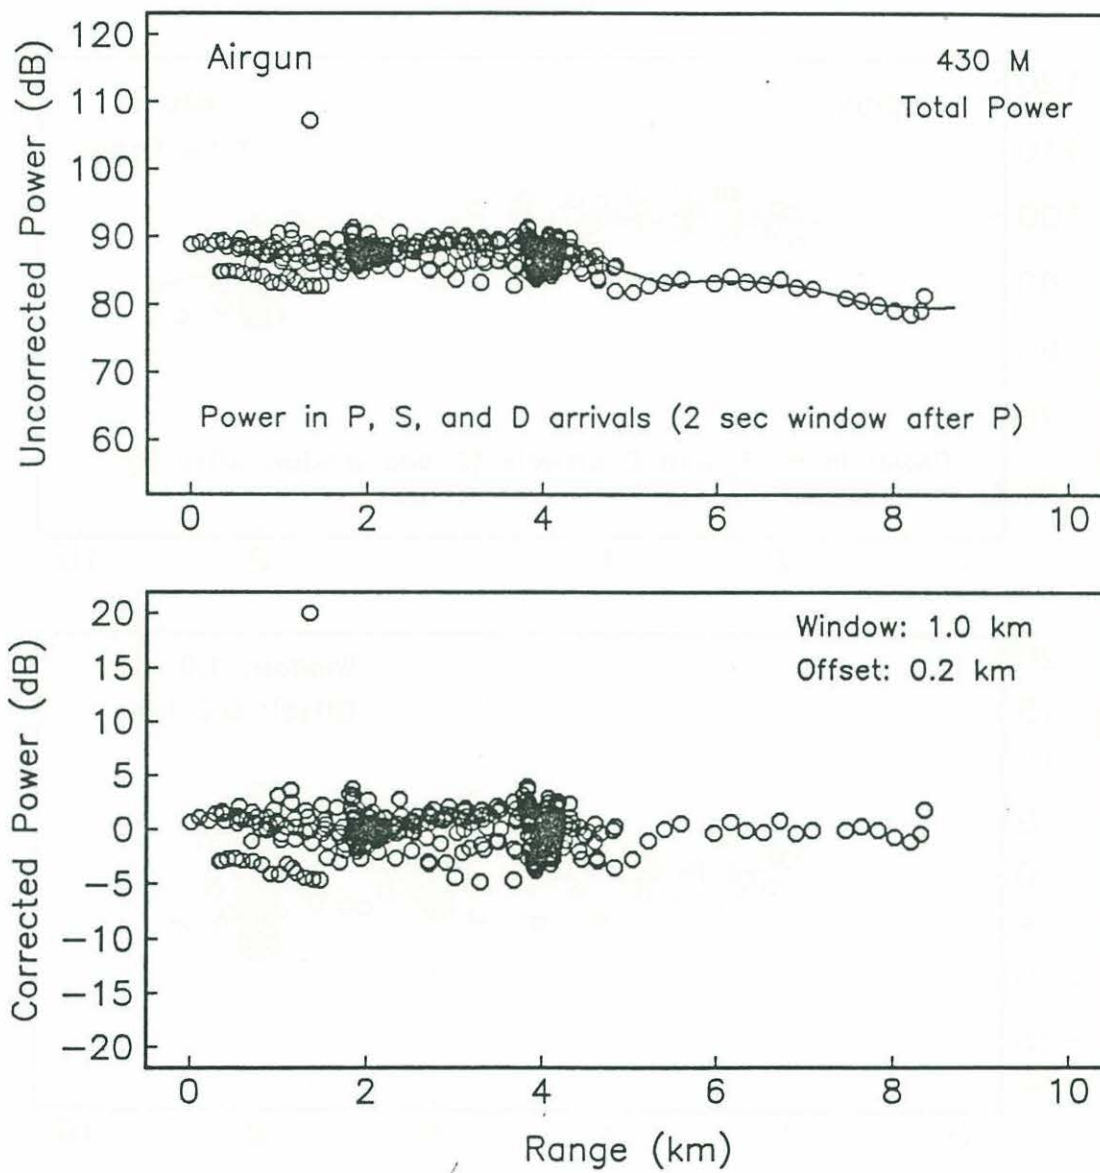 Uncorrected Power (dB)
120
110
100
90
80
70
60
Airgun
430 M
Total Power
Power in P, S, and D arrivals (2 sec window after P)
0 2 4 6 8 10
Corrected Power (dB)
20
15
10
5
0
−5
−10
−15
−20
Window: 1.0 km
Offset: 0.2 km
0 2 4 6 8 10
Range (km)